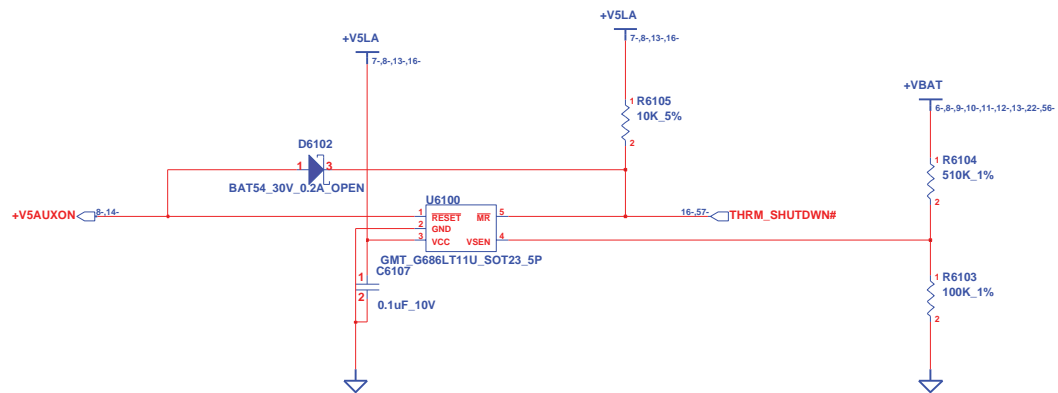 +V5LA
7-,8-,13-,16-
+V5LA
7-,8-,13-,16-
+VBAT
6-,8-,9-,10-,11-,12-,13-,22-,56-
1
R6105
10K_5%
2
D6102
1
3
BAT54_30V_0.2A_OPEN
1
R6104
510K_1%
2
U6100
+V5AUXON
8-,14-
1
RESET
MR
5
16-,57-
THRM_SHUTDWN#
2
GND
3
VCC
VSEN
4
GMT_G686LT11U_SOT23_5P
C6107
1
2
0.1uF_10V
1
R6103
100K_1%
2